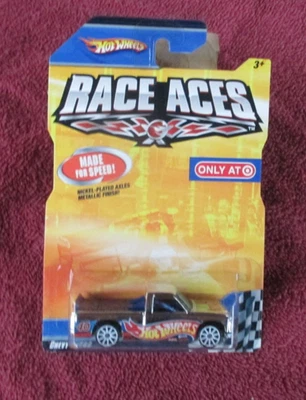 Hot Wheels
3+
RACE ACES
MADE
FOR SPEED!
ONLY AT
NICKEL-PLATED AXLES
METALLIC FINISH!
HOT WHEELS